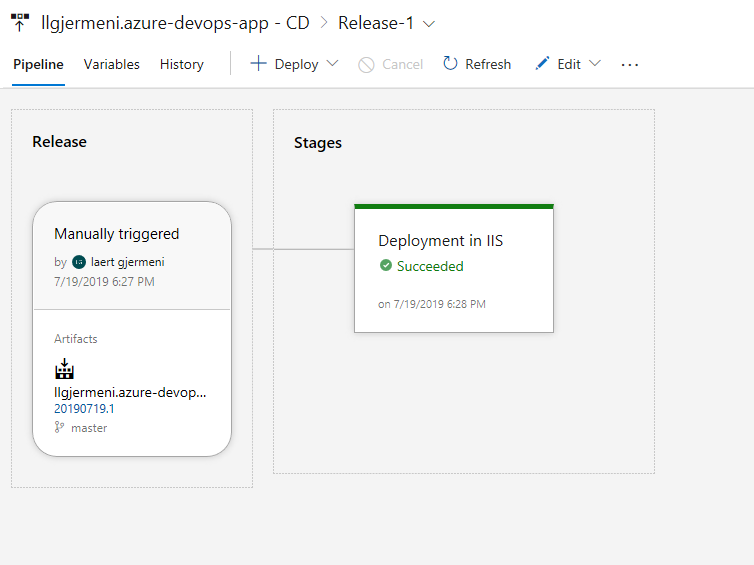 llgjermeni.azure-devops-app - CD > Release-1
Pipeline Variables History Deploy Cancel Refresh Edit ...
Release
Stages
Manually triggered
by LG laert gjermeni
7/19/2019 6:27 PM
Artifacts
llgjermeni.azure-devop...
20190719.1
master
Deployment in IIS
Succeeded
on 7/19/2019 6:28 PM